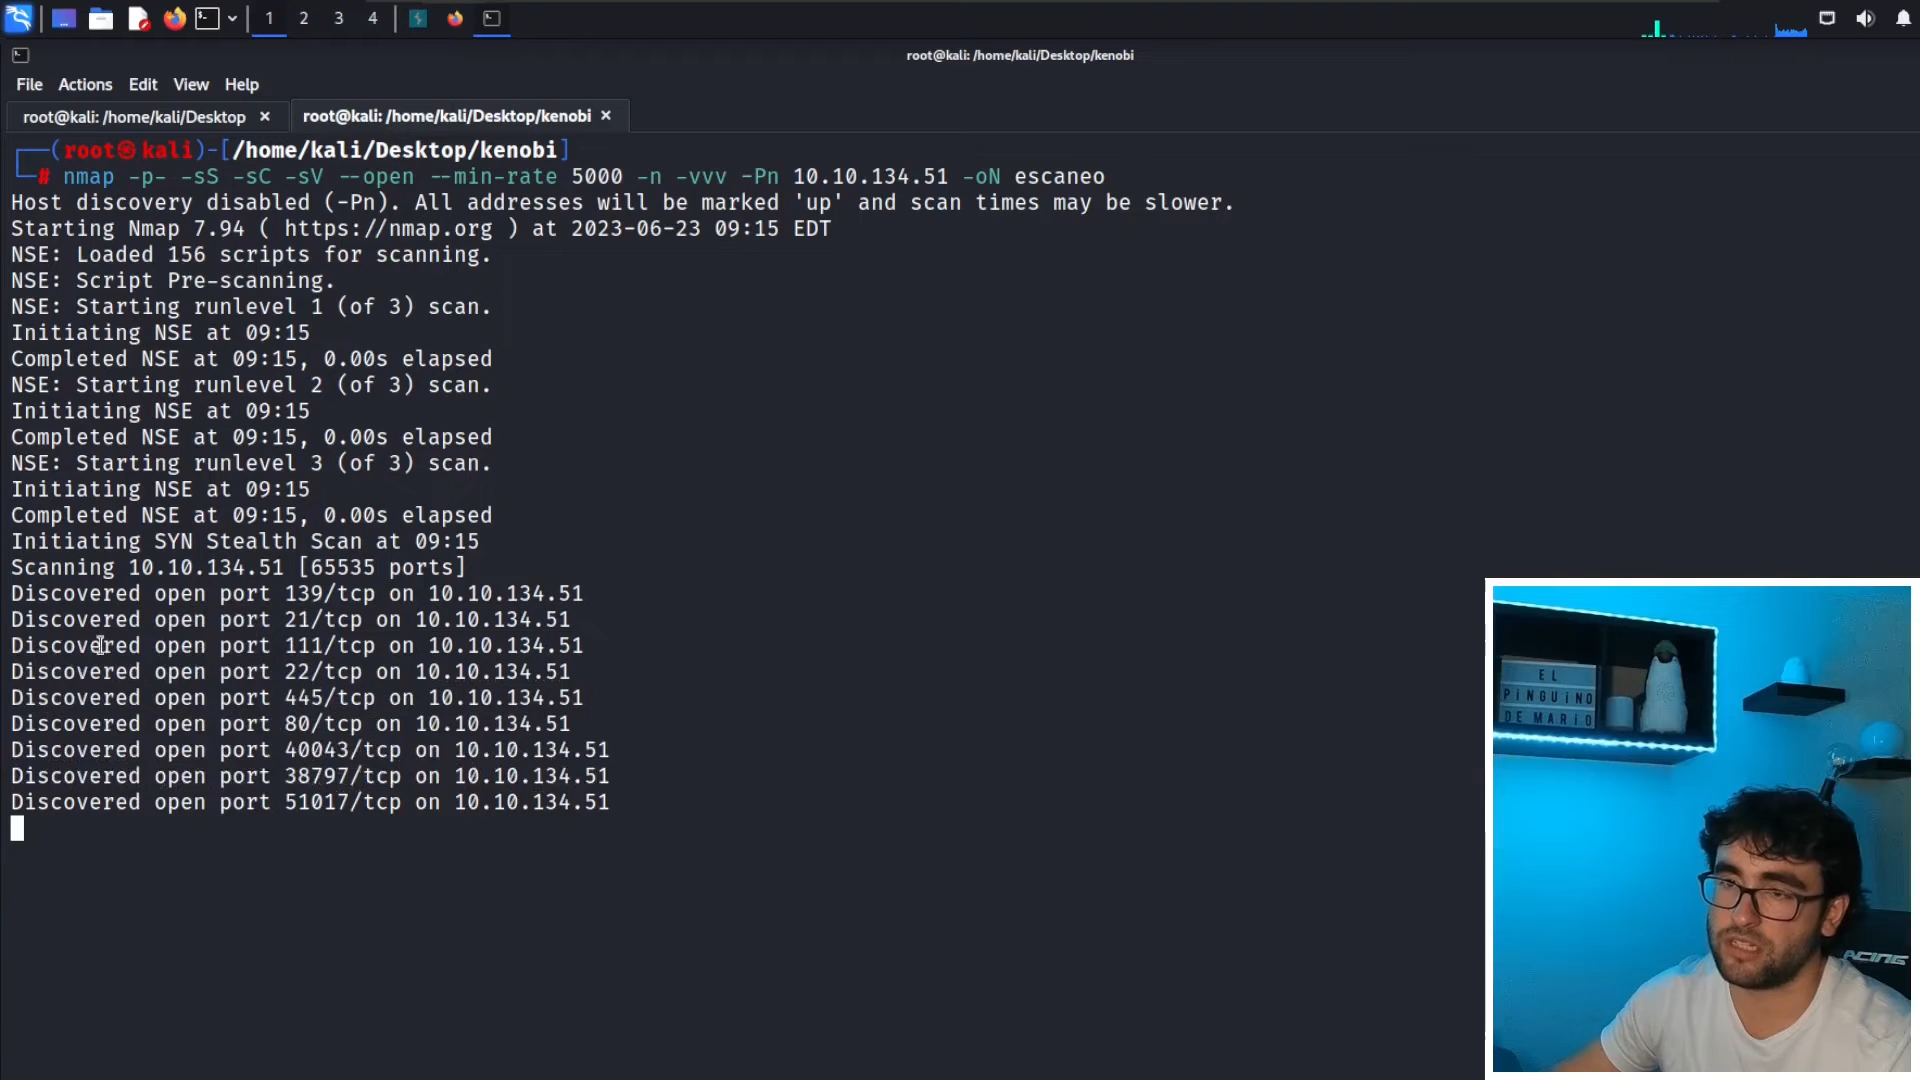 1 2 3 4
root@kali: /home/kali/Desktop/kenobi
File Actions Edit View Help
root@kali: /home/kali/Desktop × root@kali: /home/kali/Desktop/kenobi ×
┌──(root㉿kali)-[/home/kali/Desktop/kenobi]
└─# nmap -p- -sS -sC -sV --open --min-rate 5000 -n -vvv -Pn 10.10.134.51 -oN escaneo
Host discovery disabled (-Pn). All addresses will be marked 'up' and scan times may be slower.
Starting Nmap 7.94 ( https://nmap.org ) at 2023-06-23 09:15 EDT
NSE: Loaded 156 scripts for scanning.
NSE: Script Pre-scanning.
NSE: Starting runlevel 1 (of 3) scan.
Initiating NSE at 09:15
Completed NSE at 09:15, 0.00s elapsed
NSE: Starting runlevel 2 (of 3) scan.
Initiating NSE at 09:15
Completed NSE at 09:15, 0.00s elapsed
NSE: Starting runlevel 3 (of 3) scan.
Initiating NSE at 09:15
Completed NSE at 09:15, 0.00s elapsed
Initiating SYN Stealth Scan at 09:15
Scanning 10.10.134.51 [65535 ports]
Discovered open port 139/tcp on 10.10.134.51
Discovered open port 21/tcp on 10.10.134.51
Discovered open port 111/tcp on 10.10.134.51
Discovered open port 22/tcp on 10.10.134.51
Discovered open port 445/tcp on 10.10.134.51
Discovered open port 80/tcp on 10.10.134.51
Discovered open port 40043/tcp on 10.10.134.51
Discovered open port 38797/tcp on 10.10.134.51
Discovered open port 51017/tcp on 10.10.134.51
EL
PiNGUiNO
DE MARiO
ACING